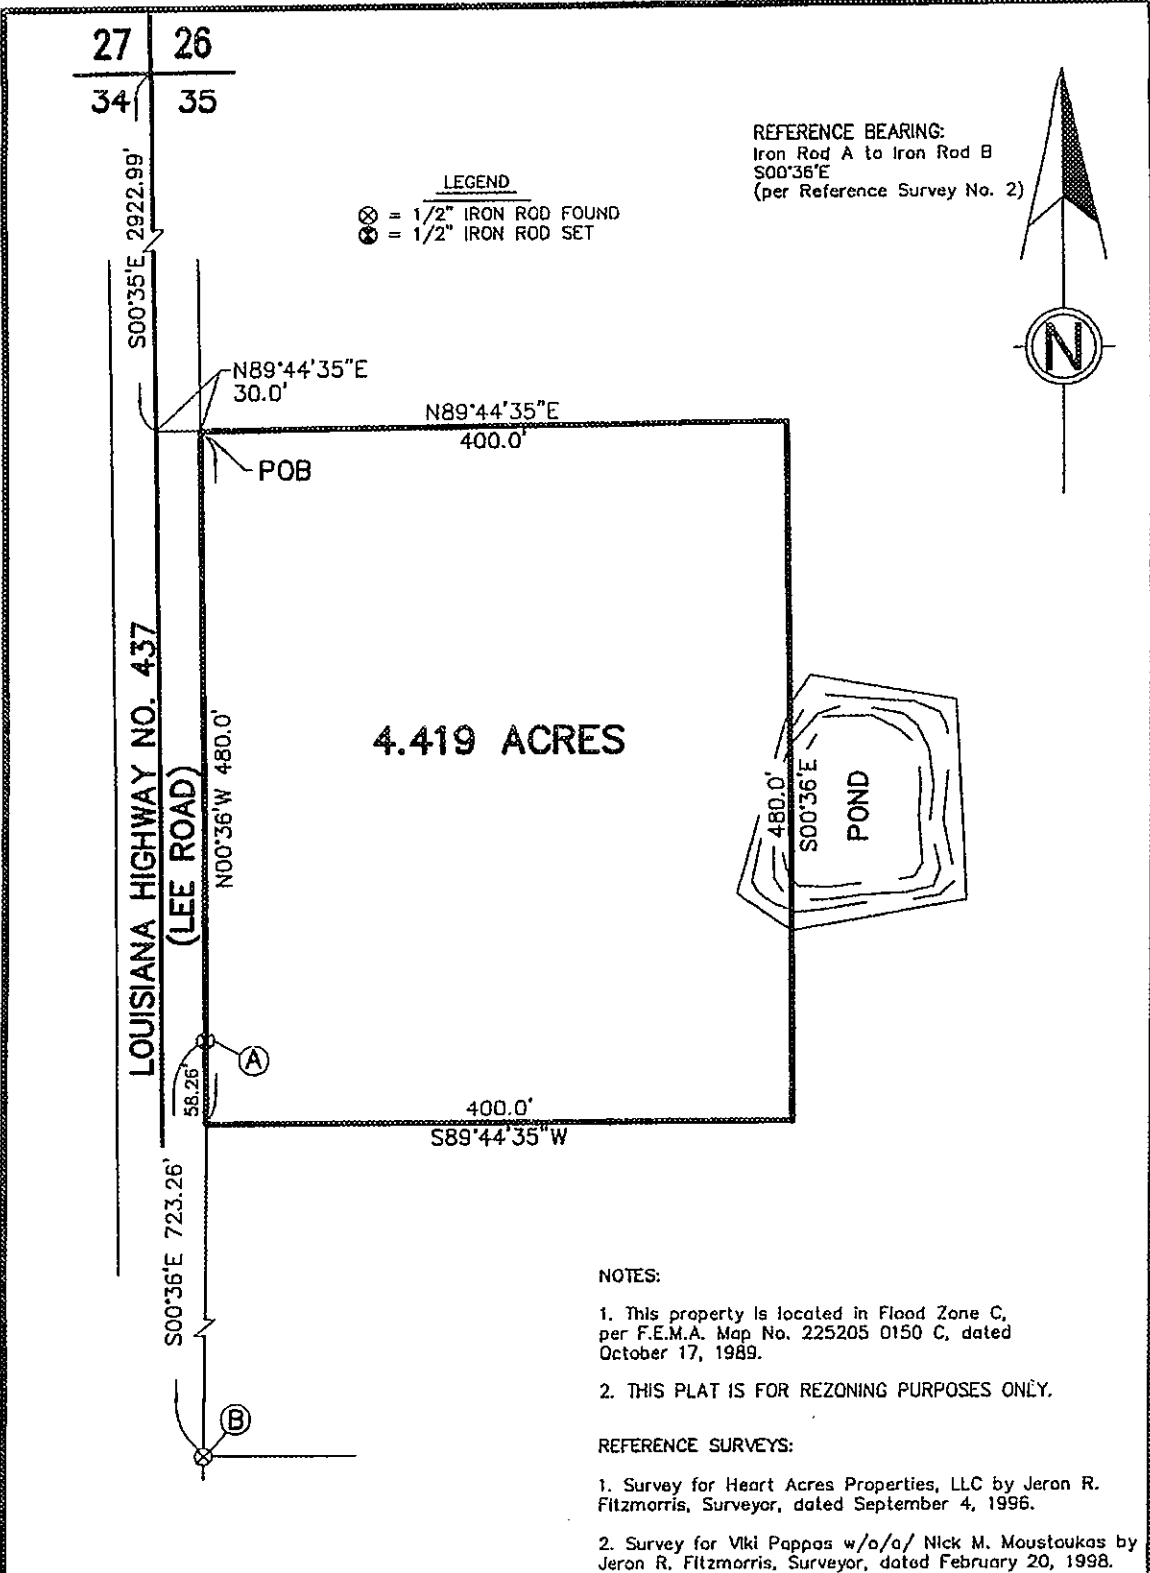 27 26
34 35
S00°35'E 2922.99'
REFERENCE BEARING:
Iron Rod A to Iron Rod B
S00°36'E
(per Reference Survey No. 2)
LEGEND
⊗ = 1/2" IRON ROD FOUND
= 1/2" IRON ROD SET
N
N89°44'35"E
30.0'
N89°44'35"E
400.0'
POB
LOUISIANA HIGHWAY NO. 437
(LEE ROAD)
N00°36'W 480.0'
4.419 ACRES
480.0'
S00°36'E
POND
A
58.26'
400.0'
S89°44'35"W
S00°36'E 723.26'
B
NOTES:
1. This property is located in Flood Zone C,
per F.E.M.A. Map No. 225205 0150 C, dated
October 17, 1989.
2. THIS PLAT IS FOR REZONING PURPOSES ONLY.
REFERENCE SURVEYS:
1. Survey for Heart Acres Properties, LLC by Jeron R.
Fitzmorris, Surveyor, dated September 4, 1996.
2. Survey for Viki Pappas w/o/a/ Nick M. Moustoukas by
Jeron R. Fitzmorris, Surveyor, dated February 20, 1998.